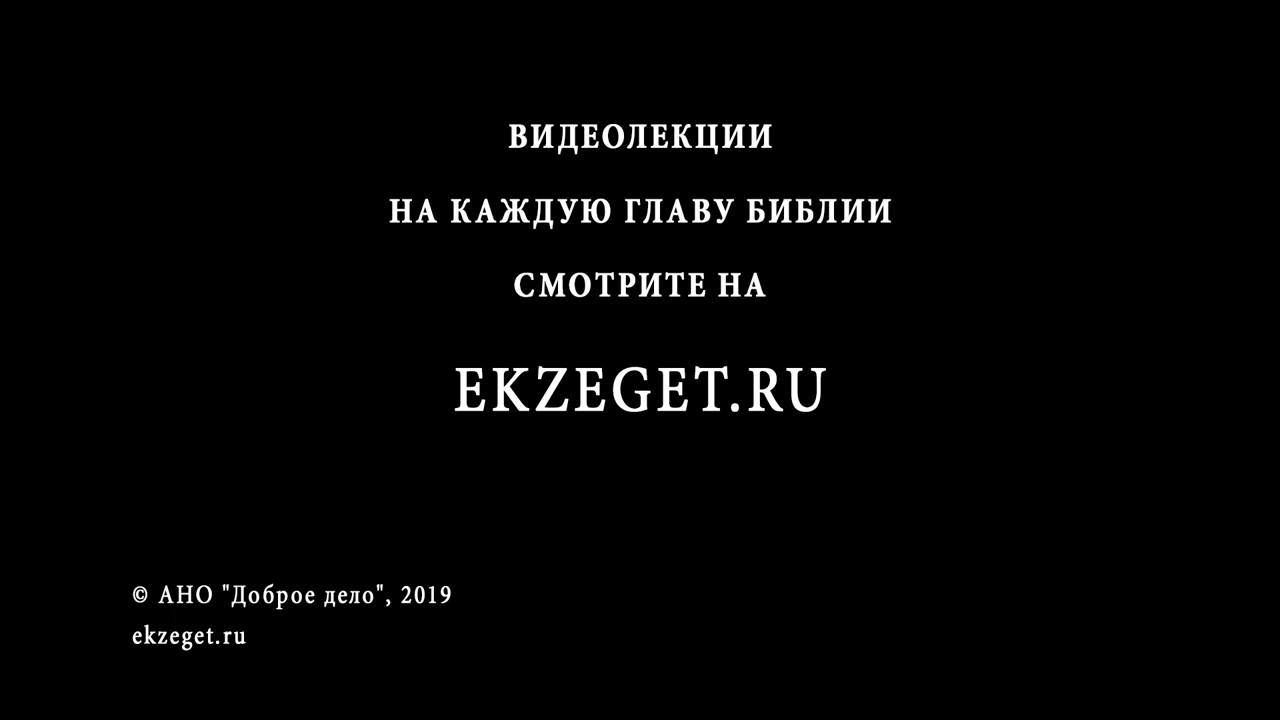 ВИДЕОЛЕКЦИИ
НА КАЖДУЮ ГЛАВУ БИБЛИИ
СМОТРИТЕ НА
EKZEGET.RU
© АНО "Доброе дело", 2019
ekzeget.ru